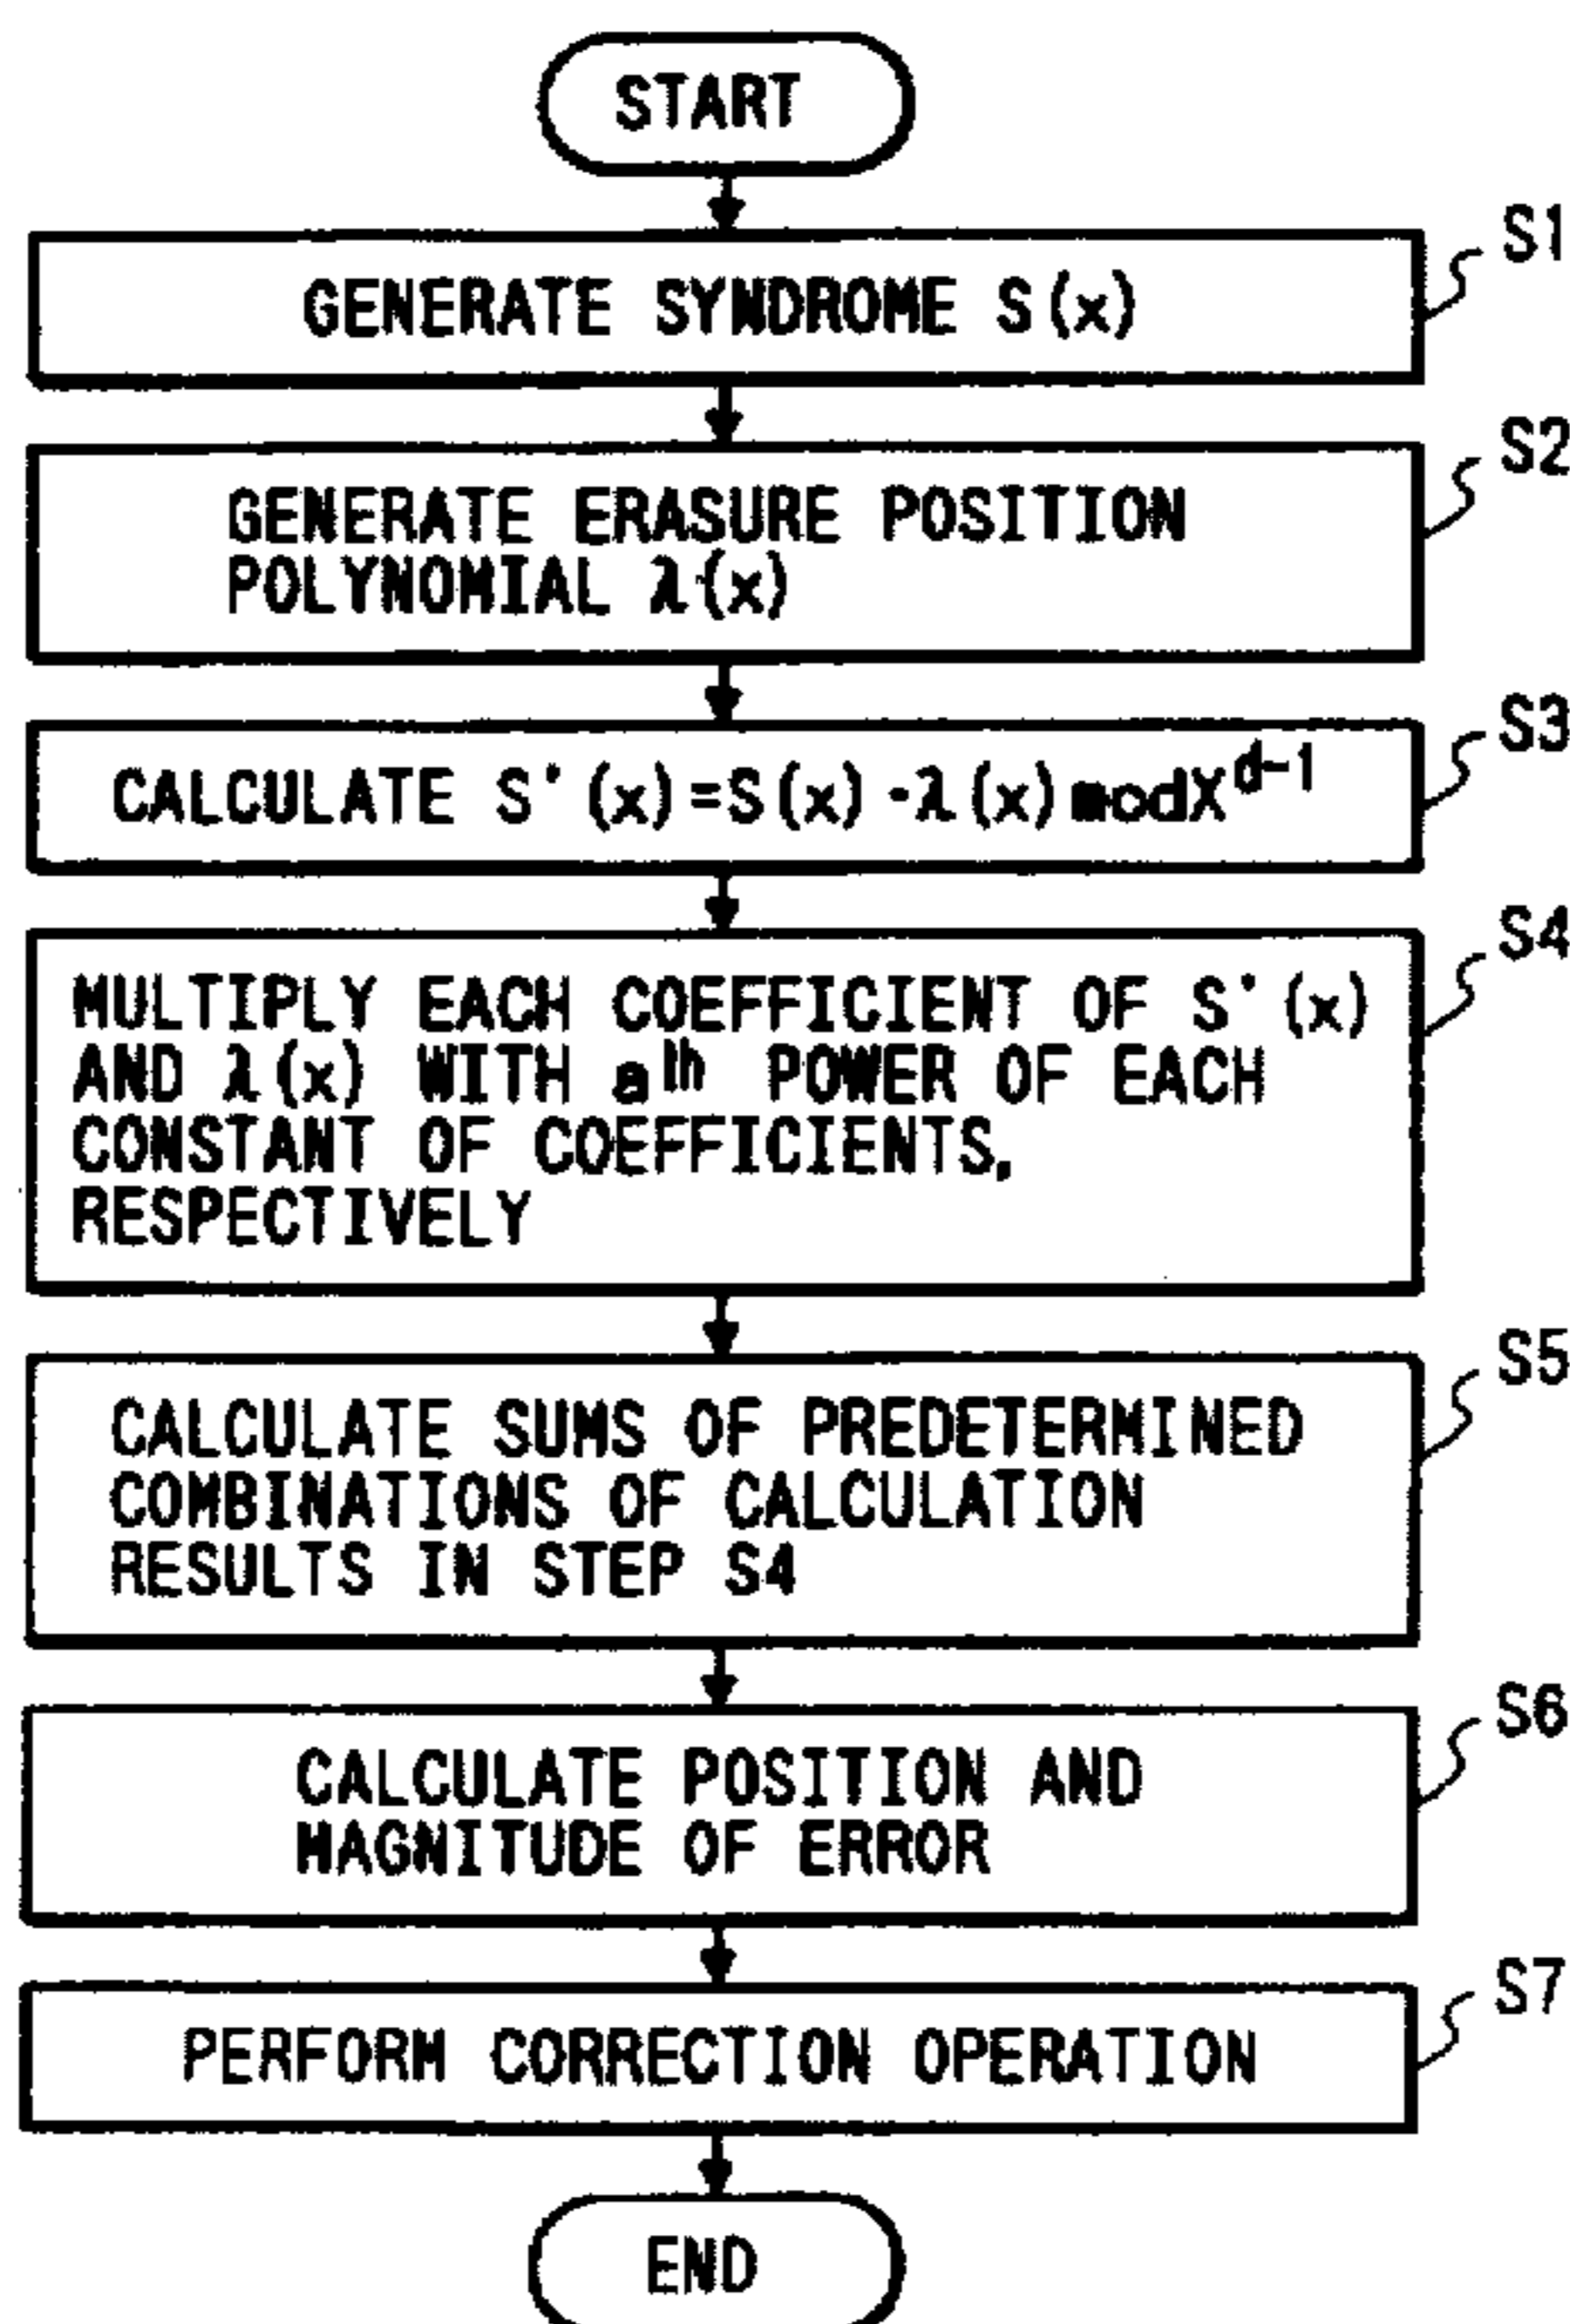 START
S1
GENERATE SYNDROME S(x)
S2
GENERATE ERASURE POSITION
POLYNOMIAL λ(x)
S3
CALCULATE S'(x)=S(x)·λ(x)modX^d-1
S4
MULTIPLY EACH COEFFICIENT OF S'(x)
AND λ(x) WITH a^th POWER OF EACH
CONSTANT OF COEFFICIENTS,
RESPECTIVELY
S5
CALCULATE SUMS OF PREDETERMINED
COMBINATIONS OF CALCULATION
RESULTS IN STEP S4
S6
CALCULATE POSITION AND
MAGNITUDE OF ERROR
S7
PERFORM CORRECTION OPERATION
END